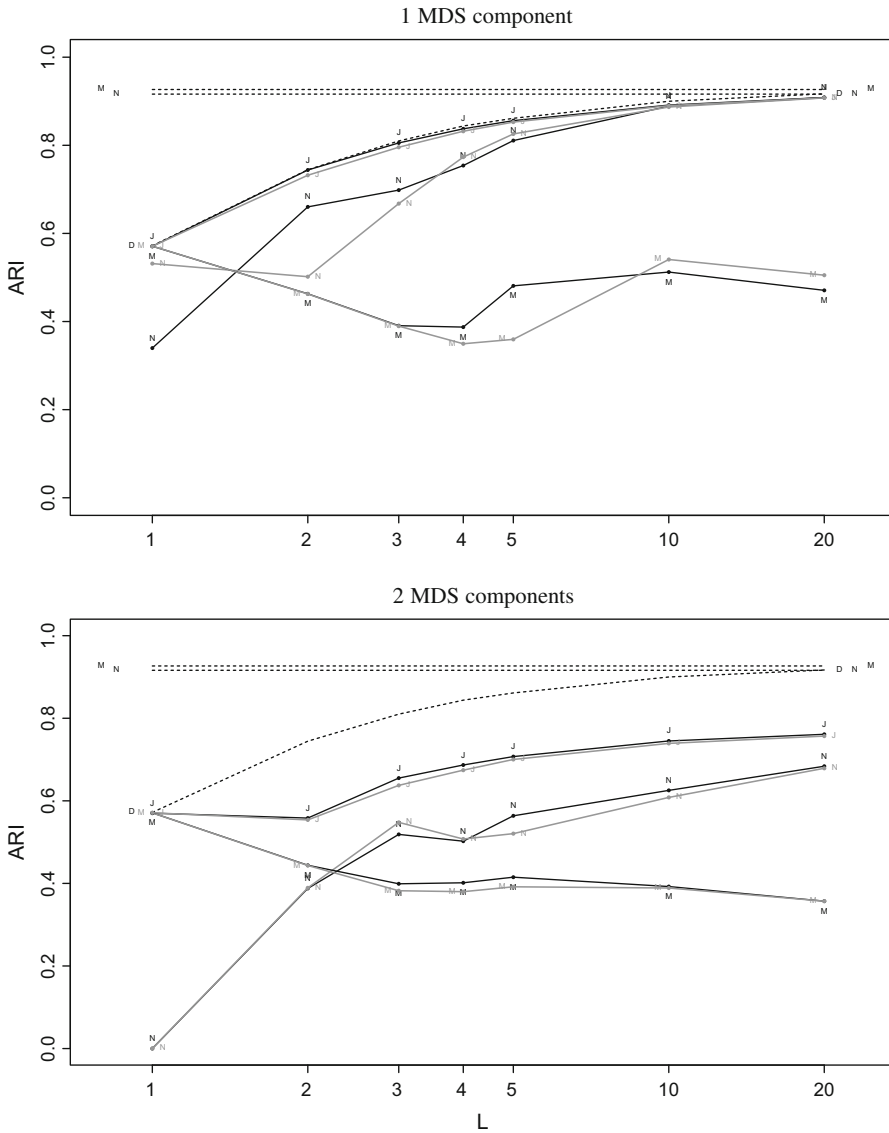 1 MDS component
1.0
0.8
0.6
0.4
0.2
0.0
ARI
M
N
D N M
N
J J J J N
J J J J
N N N N
N N N N
D M J
M N
N
M M M M M M
M M M M M M
1 2 3 4 5 10 20
2 MDS components
1.0
0.8
0.6
0.4
0.2
0.0
ARI
M
N
D N M
J J J J J J
J J J J J J
D M J
M
N N N N N N
N N N N N N
M M M M M M
M M M M M M
N N
1 2 3 4 5 10 20
L